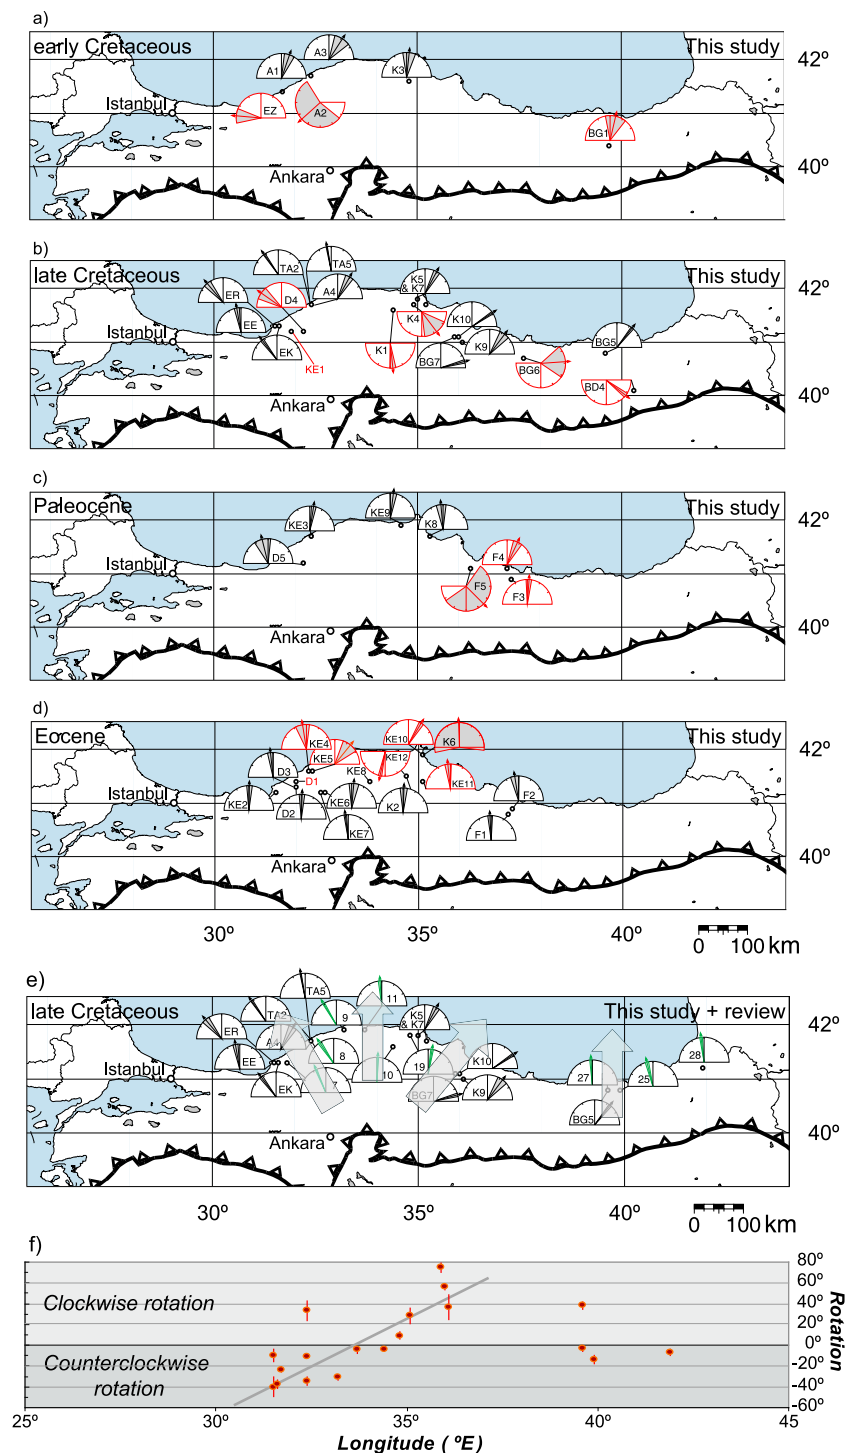 a)
early Cretaceous
This study
A3
A1
K3
42º
Istanbul
EZ
A2
BG1
Ankara
40º
b)
late Cretaceous
This study
TA2
TA5
K5
& K7
ER
D4
A4
42º
EE
K4
K10
EK
K1
K9
BG5
BG7
KE1
BG6
BD4
Istanbul
Ankara
40º
c)
Paleocene
This study
KE3
KE9
K8
42º
Istanbul
D5
F4
F5
F3
Ankara
40º
d)
Eocene
This study
KE4
KE10
K6
42º
KE5
KE12
D3
KE8
D1
KE11
Istanbul
KE2
D2
KE6
K2
F2
KE7
F1
Ankara
40º
30º
35º
40º
0 100 km
e)
late Cretaceous
This study + review
TA5
11
TA2
9
K5
& K7
ER
A4
42º
EE
8
19
K10
28
Istanbul
EK
7
10
BG7
K9
27
25
BG5
Ankara
40º
30º
35º
40º
0 100 km
f)
80º
60º
Clockwise rotation
40º
20º
0º
Counterclockwise
rotation
-20º
-40º
-60º
Rotation
25º
30º
35º
40º
45
Longitude ( ºE)